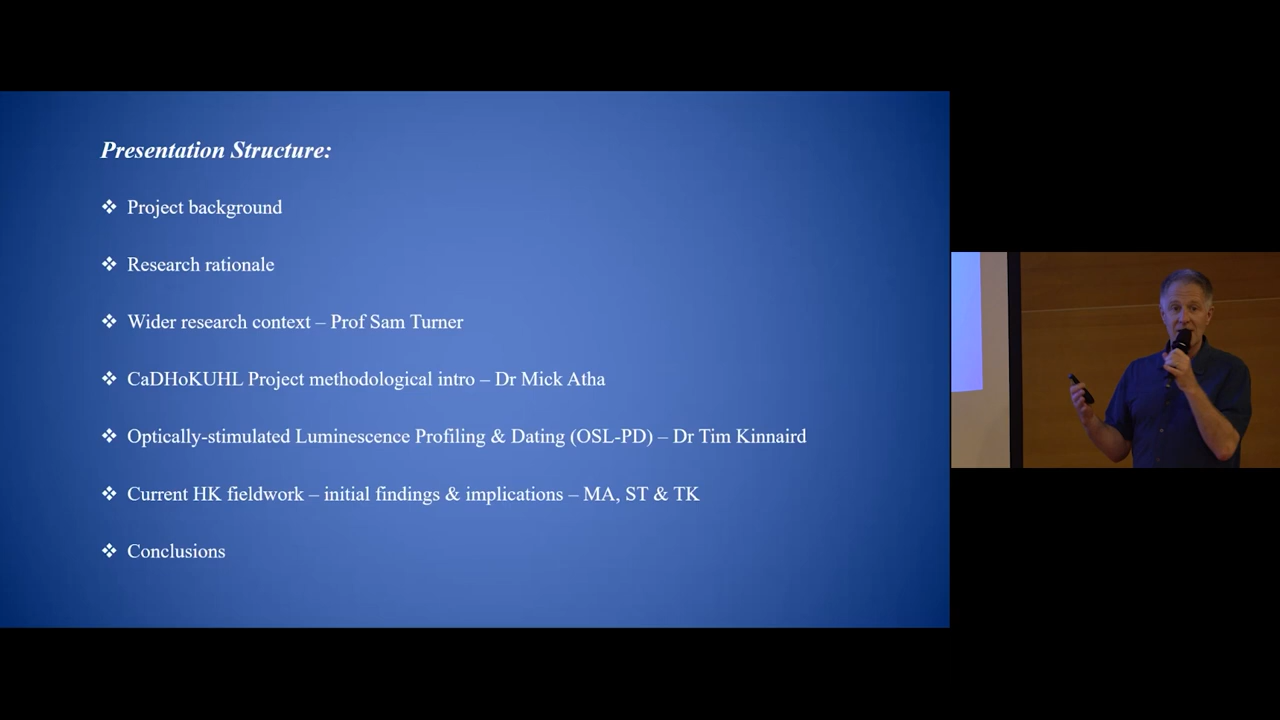 Presentation Structure:
❖ Project background
❖ Research rationale
❖ Wider research context – Prof Sam Turner
❖ CaDHoKUHL Project methodological intro – Dr Mick Atha
❖ Optically-stimulated Luminescence Profiling & Dating (OSL-PD) – Dr Tim Kinnaird
❖ Current HK fieldwork – initial findings & implications – MA, ST & TK
❖ Conclusions